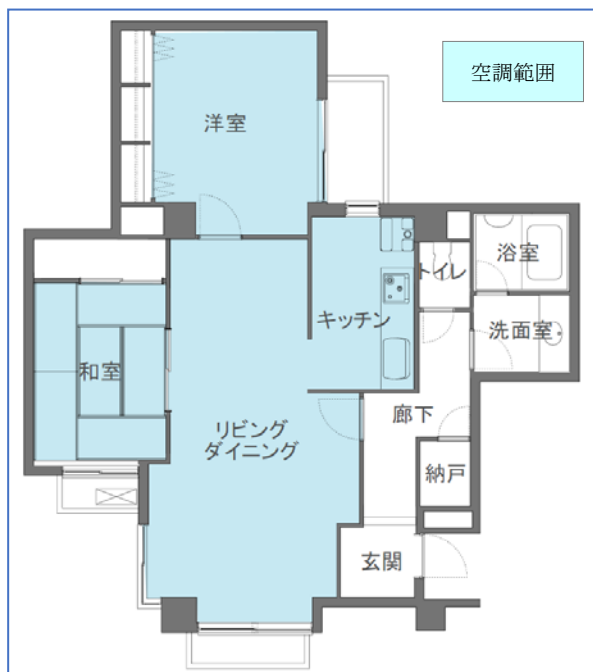 空調範囲
洋室
浴室
トイレ
キッチン
洗面室
和室
廊下
リビング
ダイニング
納戸
玄関